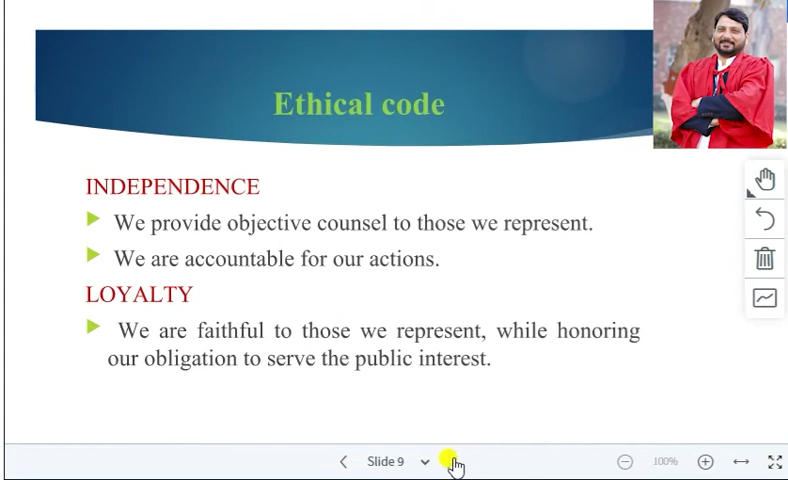 Ethical code
INDEPENDENCE
We provide objective counsel to those we represent.
We are accountable for our actions.
LOYALTY
We are faithful to those we represent, while honoring
our obligation to serve the public interest.
Slide 9
100%